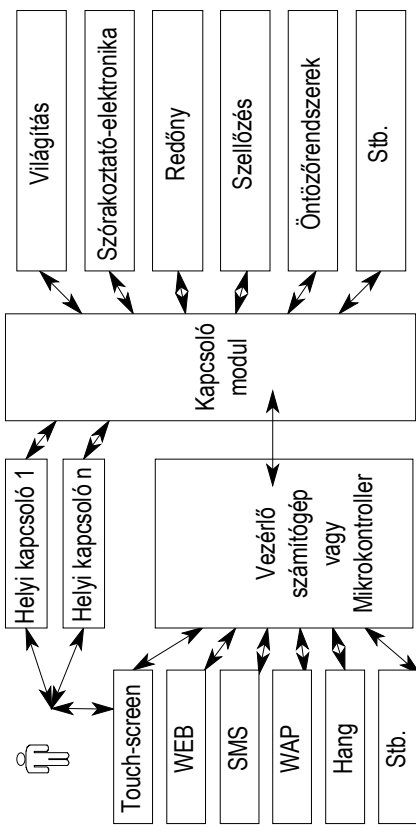 Világítás
Szórakoztató-elektronika
Redőny
Szellőzés
Öntözőrendszerek
Stb.
Kapcsoló
modul
Helyi kapcsoló 1
Helyi kapcsoló n
Vezérlő
számítógép
vagy
Mikrokontroller
Touch-screen
WEB
SMS
WAP
Hang
Stb.